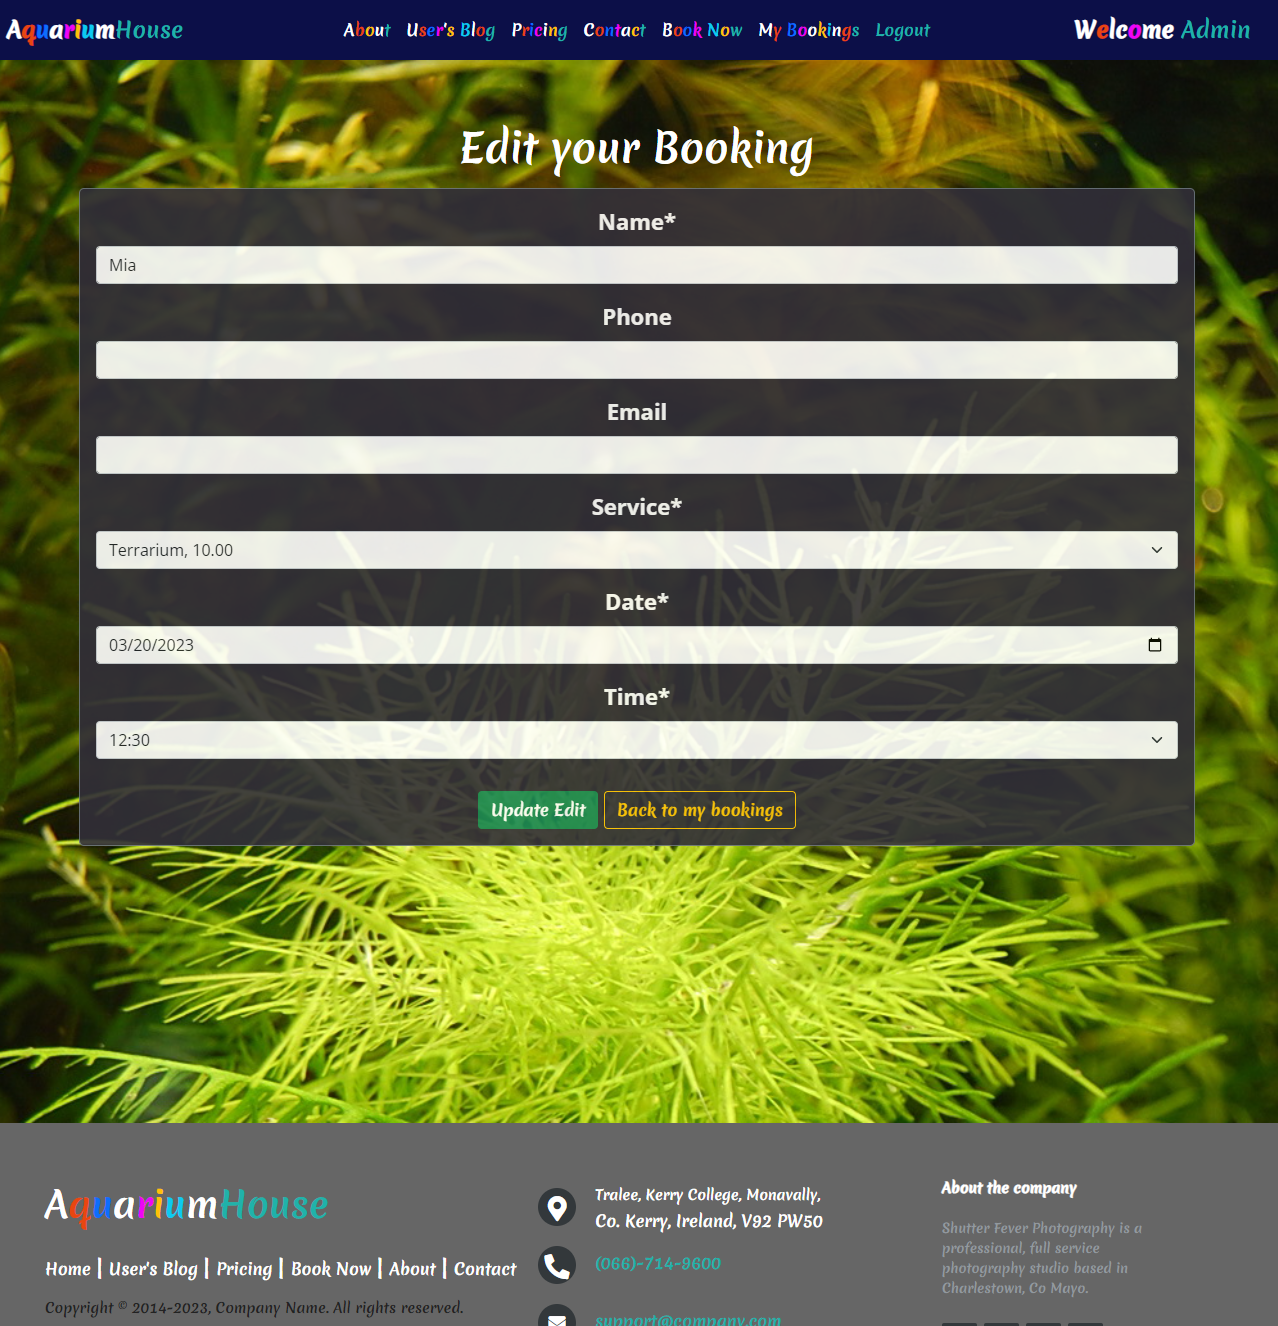 AquariumHouse
About User's Blog Pricing Contact Book Now My Bookings Logout
Welcome Admin
Edit your Booking
Name*
Mia
Phone
Email
Service*
Terrarium, 10.00
Date*
03/20/2023
Time*
12:30
Update Edit Back to my bookings
AquariumHouse
Home | User's Blog | Pricing | Book Now | About | Contact
Copyright © 2014-2023, Company Name. All rights reserved.
Tralee, Kerry College, Monavally,
Co. Kerry, Ireland, V92 PW50
(066)-714-9600
support@company.com
About the company
Shutter Fever Photography is a
professional, full service
photography studio based in
Charlestown, Co Mayo.